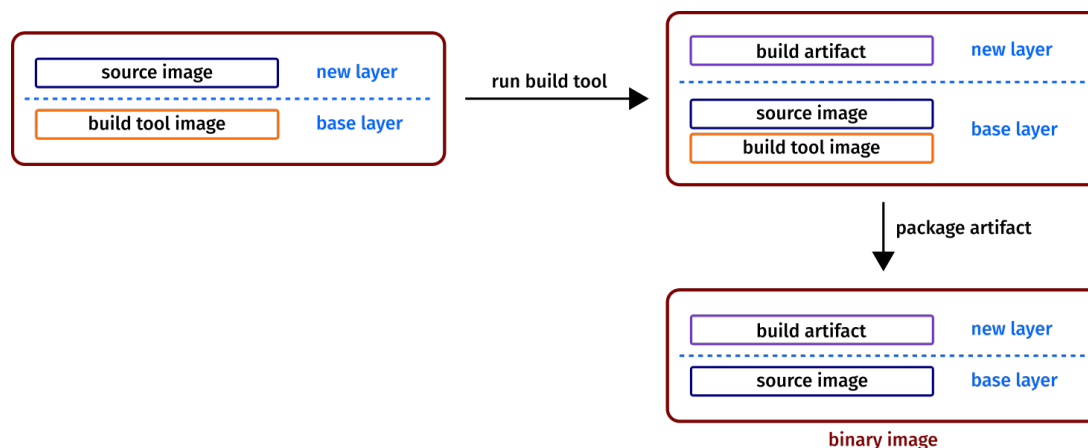 source image
new layer
build tool image
base layer
run build tool
build artifact
new layer
source image
base layer
build tool image
package artifact
build artifact
new layer
source image
base layer
binary image